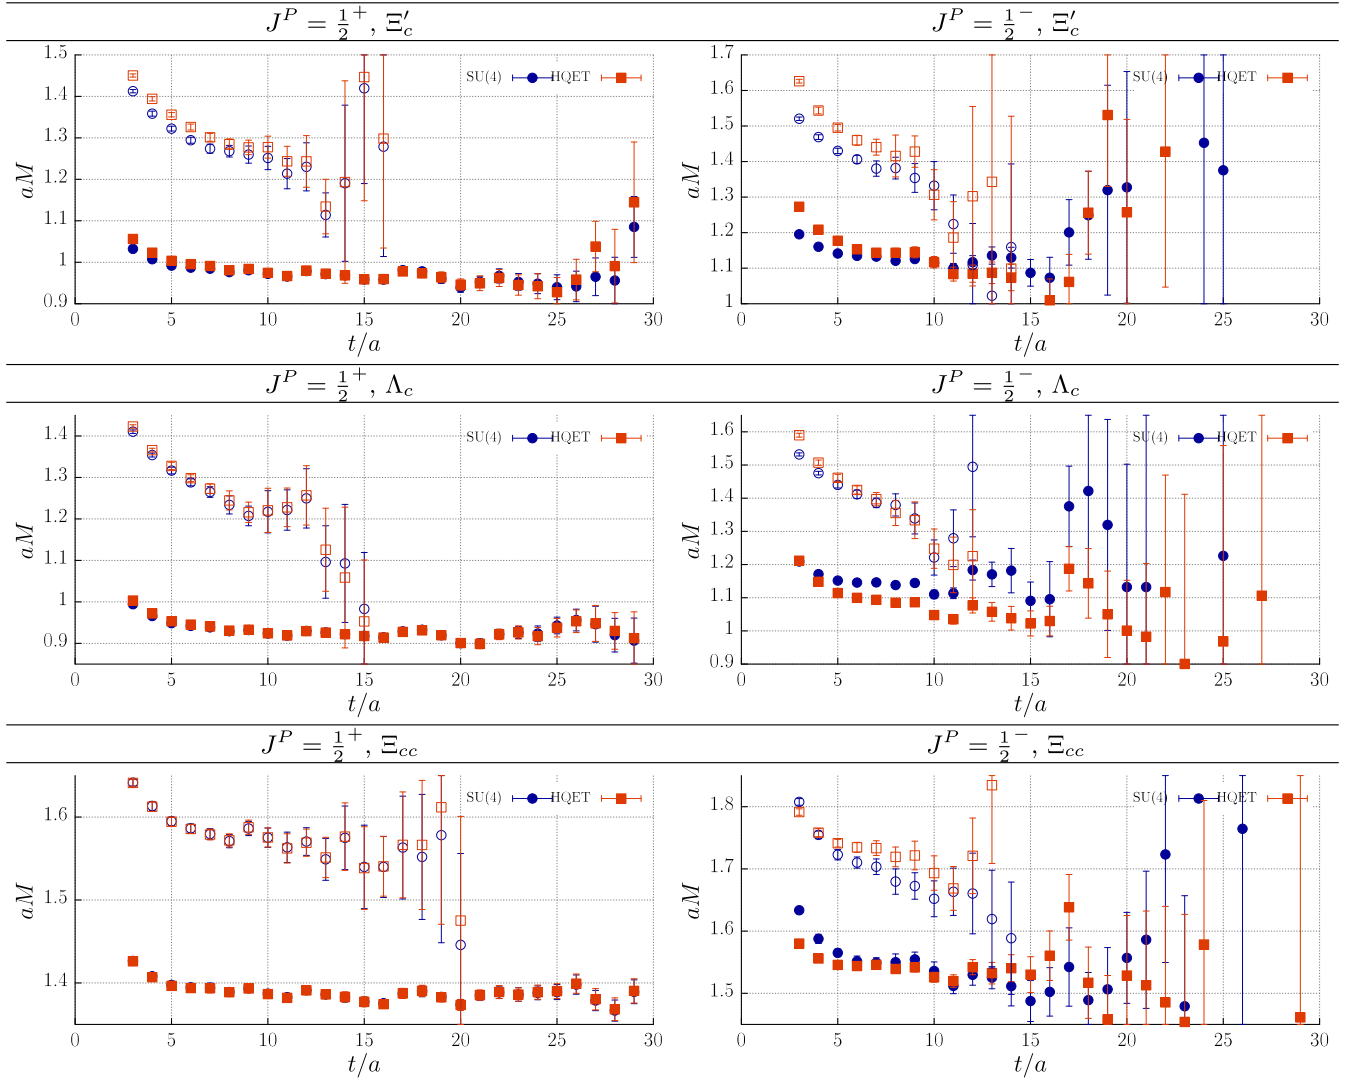 J^P = 1/2^+, Ξ′_c
J^P = 1/2^−, Ξ′_c
1.5
1.4
1.3
1.2
1.1
1
0.9
aM
SU(4)
HQET
0 5 10 15 20 25 30
t/a
1.7
1.6
1.5
1.4
1.3
1.2
1.1
1
aM
SU(4)
HQET
0 5 10 15 20 25 30
t/a
J^P = 1/2^+, Λ_c
J^P = 1/2^−, Λ_c
1.4
1.3
1.2
1.1
1
0.9
aM
SU(4)
HQET
0 5 10 15 20 25 30
t/a
1.6
1.5
1.4
1.3
1.2
1.1
1
0.9
aM
SU(4)
HQET
0 5 10 15 20 25 30
t/a
J^P = 1/2^+, Ξ_cc
J^P = 1/2^−, Ξ_cc
1.6
1.5
1.4
aM
SU(4)
HQET
0 5 10 15 20 25 30
t/a
1.8
1.7
1.6
1.5
aM
SU(4)
HQET
0 5 10 15 20 25 30
t/a